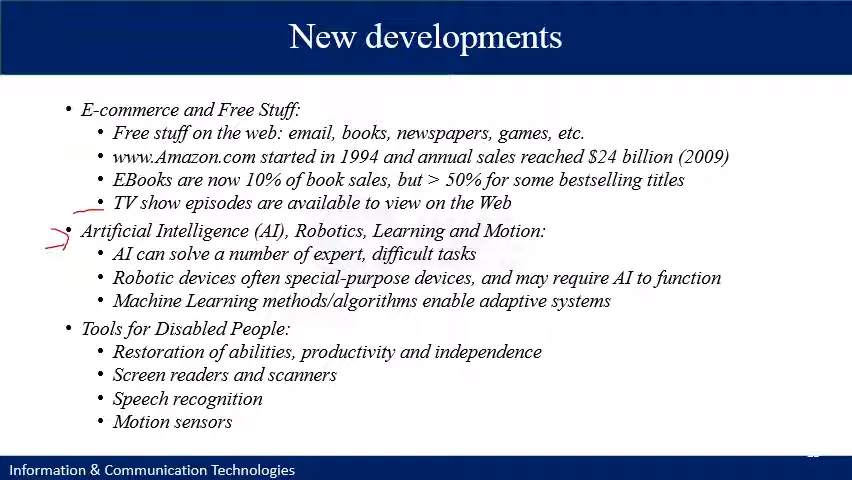 New developments
• E-commerce and Free Stuff:
• Free stuff on the web: email, books, newspapers, games, etc.
• www.Amazon.com started in 1994 and annual sales reached $24 billion (2009)
• EBooks are now 10% of book sales, but > 50% for some bestselling titles
• TV show episodes are available to view on the Web
• Artificial Intelligence (AI), Robotics, Learning and Motion:
• AI can solve a number of expert, difficult tasks
• Robotic devices often special-purpose devices, and may require AI to function
• Machine Learning methods/algorithms enable adaptive systems
• Tools for Disabled People:
• Restoration of abilities, productivity and independence
• Screen readers and scanners
• Speech recognition
• Motion sensors
Information & Communication Technologies